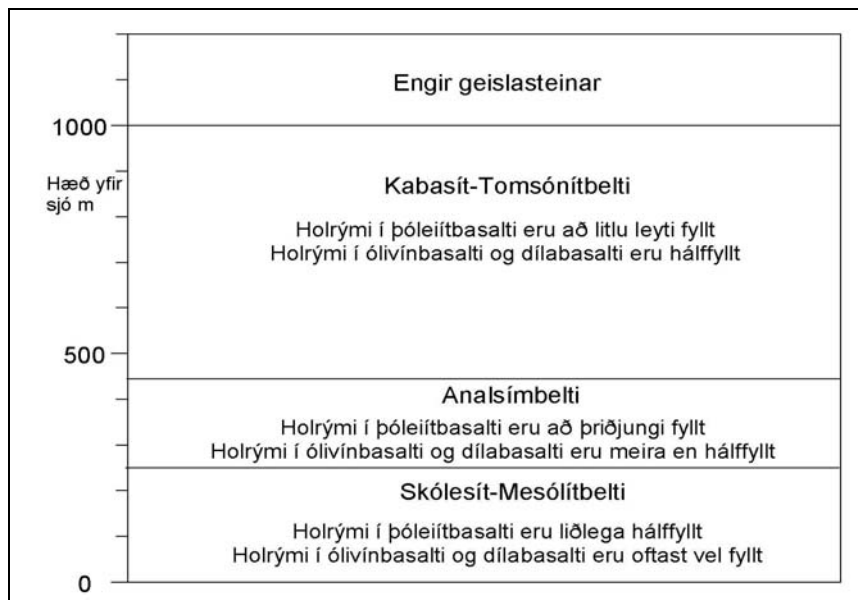 Engir geislasteinar
1000
Hæð yfir
sjó m
Kabasít-Tomsónítbelti
Holrými í þóleiítbasalti eru að litlu leyti fyllt
Holrými í ólivínbasalti og dílabasalti eru hálffyllt
500
Analsímbelti
Holrými í þóleiítbasalti eru að þriðjungi fyllt
Holrými í ólivínbasalti og dílabasalti eru meira en hálffyllt
Skólesít-Mesólítbelti
Holrými í þóleiítbasalti eru liðlega hálffyllt
Holrými í ólivínbasalti og dílabasalti eru oftast vel fyllt
0